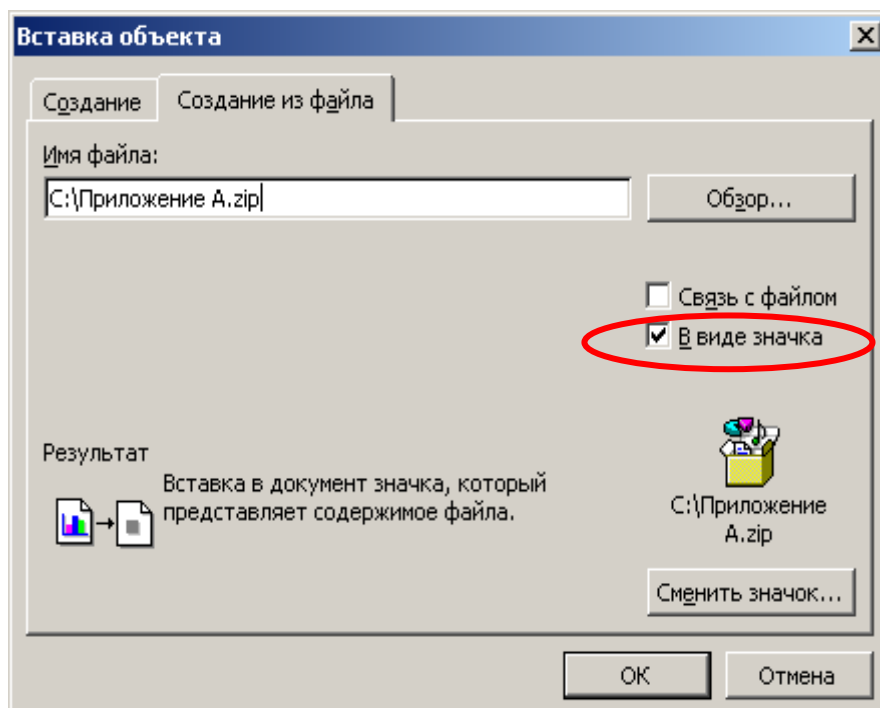 Вставка объекта
Создание
Создание из файла
Имя файла:
C:\Приложение A.zip
Обзор...
Связь с файлом
В виде значка
Результат
Вставка в документ значка, который
представляет содержимое файла.
C:\Приложение
A.zip
Сменить значок...
OK
Отмена